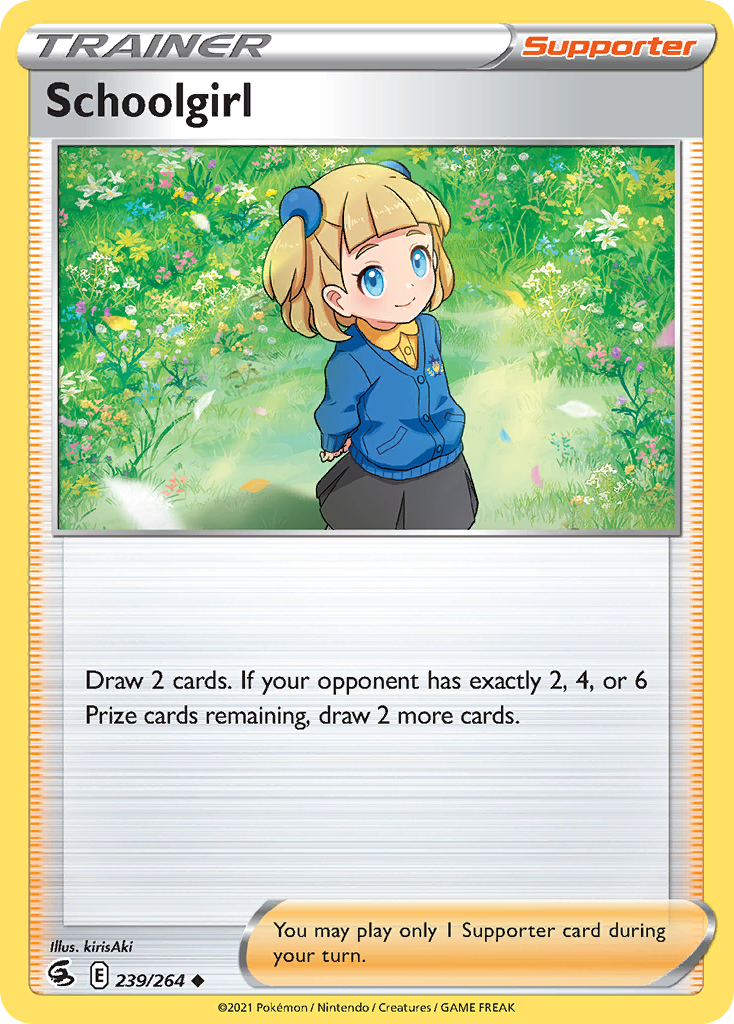 TRAINER
Supporter
Schoolgirl
Draw 2 cards. If your opponent has exactly 2, 4, or 6
Prize cards remaining, draw 2 more cards.
You may play only 1 Supporter card during
your turn.
Illus. kirisAki
E 239/264 ◆
©2021 Pokémon / Nintendo / Creatures / GAME FREAK